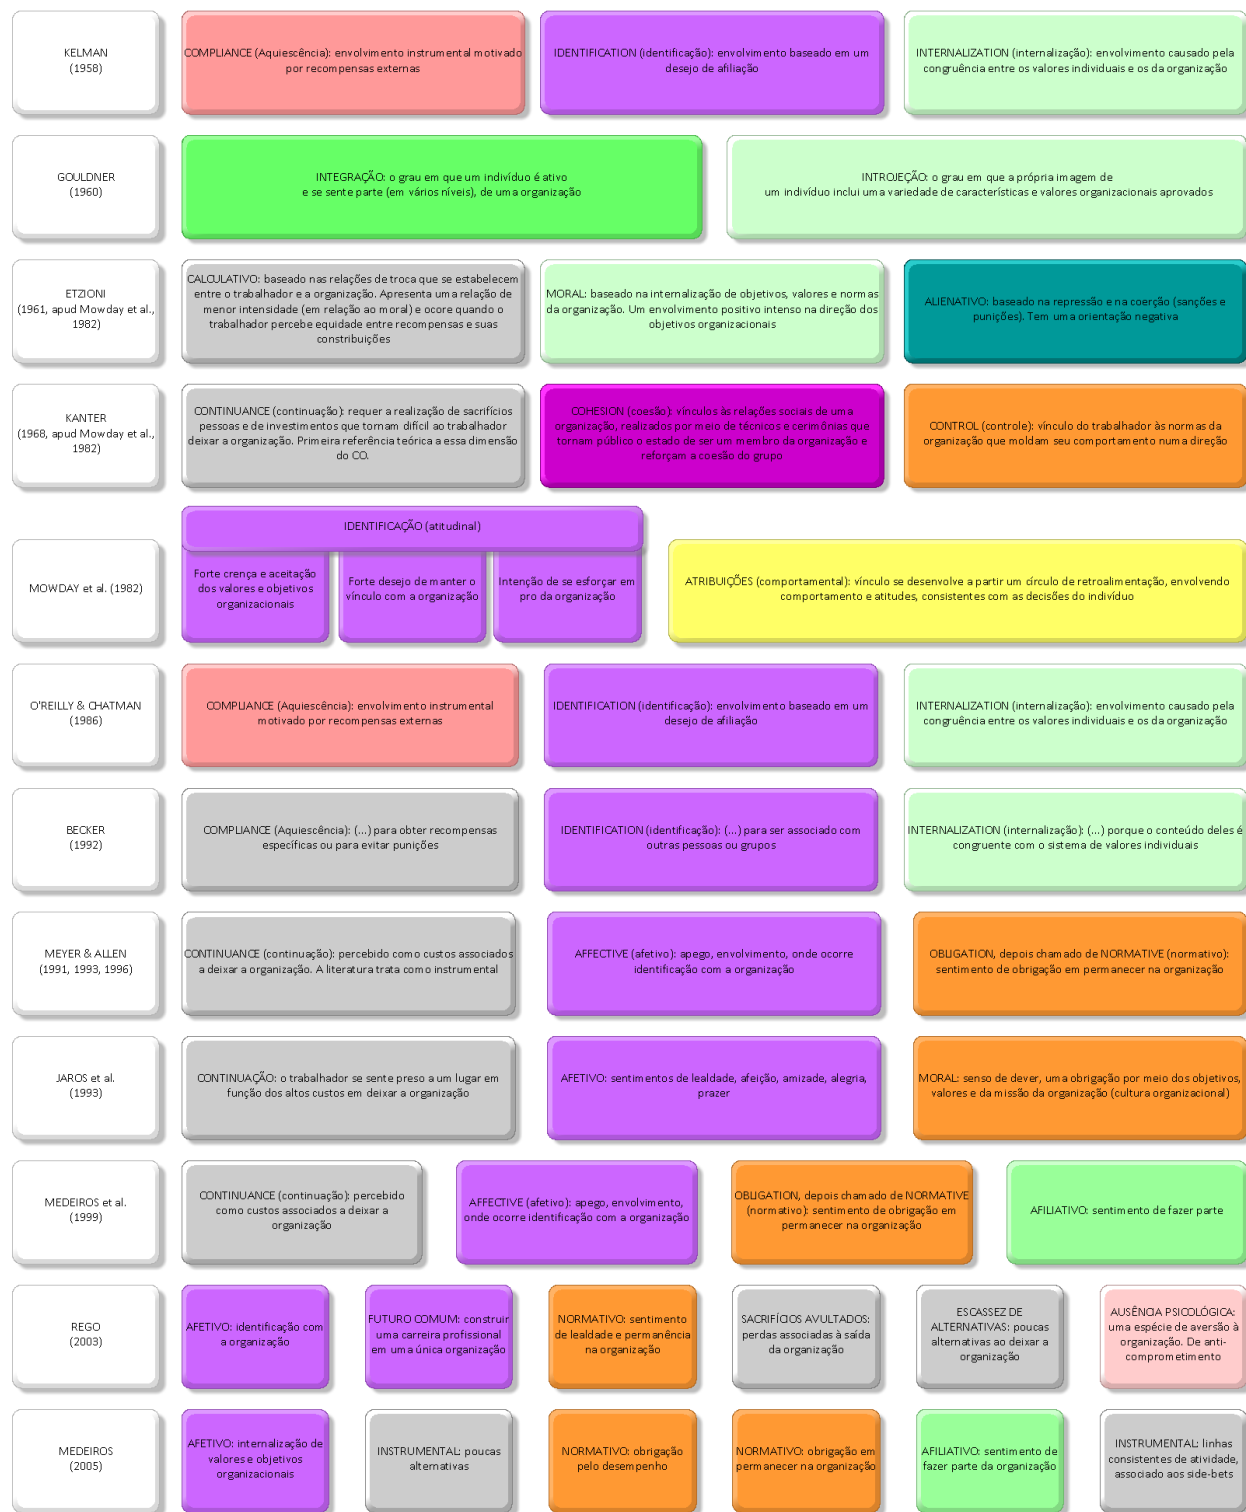 KELMAN
(1958)
COMPLIANCE (Aquiescência): envolvimento instrumental motivado
por recompensas externas
IDENTIFICATION (identificação): envolvimento baseado em um
desejo de afiliação
INTERNALIZATION (internalização): envolvimento causado pela
congruência entre os valores individuais e os da organização
GOULDNER
(1960)
INTEGRAÇÃO: o grau em que um indivíduo é ativo
e se sente parte (em vários níveis), de uma organização
INTROJEÇÃO: o grau em que a própria imagem de
um indivíduo inclui uma variedade de características e valores organizacionais aprovados
ETZIONI
(1961, apud Mowday et al.,
1982)
CALCULATIVO: baseado nas relações de troca que se estabelecem
entre o trabalhador e a organização. Apresenta uma relação de
menor intensidade (em relação ao moral) e ocore quando o
trabalhador percebe equidade entre recompensas e suas
constribuições
MORAL: baseado na internalização de objetivos, valores e normas
da organização. Um envolvimento positivo intenso na direção dos
objetivos organizacionais
ALIENATIVO: baseado na repressão e na coerção (sanções e
punições). Tem uma orientação negativa
KANTER
(1968, apud Mowday et al.,
1982)
CONTINUANCE (continuação): requer a realização de sacrifícios
pessoas e de investimentos que tornam difícil ao trabalhador
deixar a organização. Primeira referência teórica a essa dimensão
do CO.
COHESION (coesão): vínculos às relações sociais de uma
organização, realizados por meio de técnicos e cerimônias que
tornam público o estado de ser um membro da organização e
reforçam a coesão do grupo
CONTROL (controle): vínculo do trabalhador às normas da
organização que moldam seu comportamento numa direção
MOWDAY et al. (1982)
IDENTIFICAÇÃO (atitudinal)
Forte crença e aceitação
dos valores e objetivos
organizacionais
Forte desejo de manter o
vínculo com a organização
Intenção de se esforçar em
pro da organização
ATRIBUIÇÕES (comportamental): vínculo se desenvolve a partir um círculo de retroalimentação, envolvendo
comportamento e atitudes, consistentes com as decisões do indivíduo
O'REILLY & CHATMAN
(1986)
COMPLIANCE (Aquiescência): envolvimento instrumental
motivado por recompensas externas
IDENTIFICATION (identificação): envolvimento baseado em um
desejo de afiliação
INTERNALIZATION (internalização): envolvimento causado pela
congruência entre os valores individuais e os da organização
BECKER
(1992)
COMPLIANCE (Aquiescência): (...) para obter recompensas
específicas ou para evitar punições
IDENTIFICATION (identificação): (...) para ser associado com
outras pessoas ou grupos
INTERNALIZATION (internalização): (...) porque o conteúdo deles é
congruente com o sistema de valores individuais
MEYER & ALLEN
(1991, 1993, 1996)
CONTINUANCE (continuação): percebido como custos associados
a deixar a organização. A literatura trata como instrumental
AFFECTIVE (afetivo): apego, envolvimento, onde ocorre
identificação com a organização
OBLIGATION, depois chamado de NORMATIVE (normativo):
sentimento de obrigação em permanecer na organização
JAROS et al.
(1993)
CONTINUAÇÃO: o trabalhador se sente preso a um lugar em
função dos altos custos em deixar a organização
AFETIVO: sentimentos de lealdade, afeição, amizade, alegria,
prazer
MORAL: senso de dever, uma obrigação por meio dos objetivos,
valores e da missão da organização (cultura organizacional)
MEDEIROS et al.
(1999)
CONTINUANCE (continuação): percebido
como custos associados a deixar a
organização
AFFECTIVE (afetivo): apego, envolvimento,
onde ocorre identificação com a organização
OBLIGATION, depois chamado de NORMATIVE
(normativo): sentimento de obrigação em
permanecer na organização
AFILIATIVO: sentimento de fazer parte
REGO
(2003)
AFETIVO: identificação com
a organização
FUTURO COMUM: construir
uma carreira profissional
em uma única organização
NORMATIVO: sentimento
de lealdade e permanência
na organização
SACRIFÍCIOS AVULTADOS:
perdas associadas à saída
da organização
ESCASSEZ DE
ALTERNATIVAS: poucas
alternativas ao deixar a
organização
AUSÊNCIA PSICOLÓGICA:
uma espécie de aversão à
organização. De anti-
comprometimento
MEDEIROS
(2005)
AFETIVO: internalização de
valores e objetivos
organizacionais
INSTRUMENTAL: poucas
alternativas
NORMATIVO: obrigação
pelo desempenho
NORMATIVO: obrigação em
permanecer na organização
AFILIATIVO: sentimento de
fazer parte da organização
INSTRUMENTAL: linhas
consistentes de atividade,
associado aos side-bets